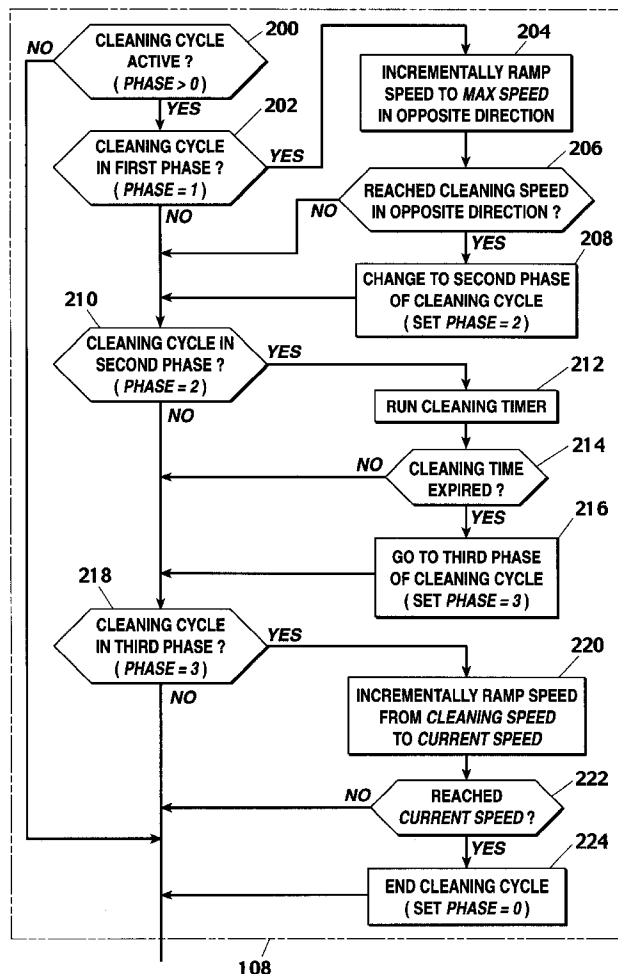 200
CLEANING CYCLE
ACTIVE ?
( PHASE > 0 )
NO
YES
202
CLEANING CYCLE
IN FIRST PHASE ?
( PHASE = 1 )
YES
NO
204
INCREMENTALLY RAMP
SPEED TO MAX SPEED
IN OPPOSITE DIRECTION
206
REACHED CLEANING SPEED
IN OPPOSITE DIRECTION ?
NO
YES
208
CHANGE TO SECOND PHASE
OF CLEANING CYCLE
( SET PHASE = 2 )
210
CLEANING CYCLE IN
SECOND PHASE ?
( PHASE = 2 )
YES
NO
212
RUN CLEANING TIMER
214
CLEANING TIME
EXPIRED ?
NO
YES
216
GO TO THIRD PHASE
OF CLEANING CYCLE
( SET PHASE = 3 )
218
CLEANING CYCLE
IN THIRD PHASE ?
( PHASE = 3 )
YES
NO
220
INCREMENTALLY RAMP SPEED
FROM CLEANING SPEED
TO CURRENT SPEED
222
REACHED
CURRENT SPEED ?
NO
YES
224
END CLEANING CYCLE
( SET PHASE = 0 )
108